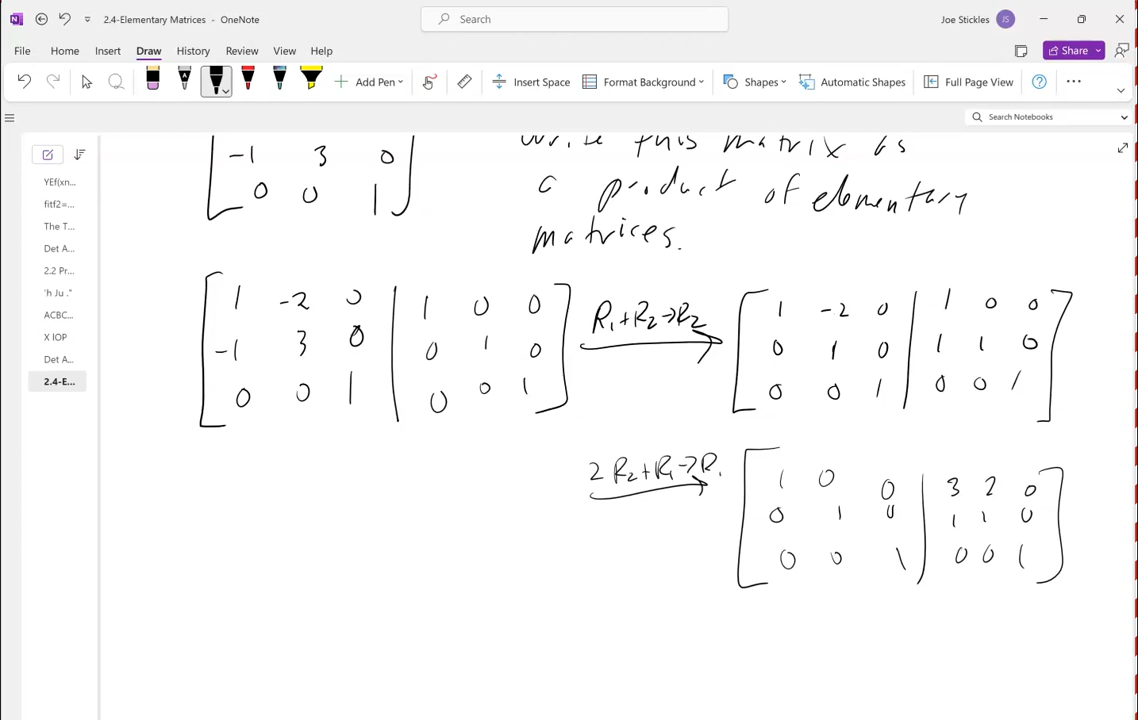 2.4-Elementary Matrices - OneNote
Search
Joe Stickles
JS
File Home Insert Draw History Review View Help
Share
Add Pen
Insert Space
Format Background
Shapes
Automatic Shapes
Full Page View
Search Notebooks
YEf(xn...
fitf2=...
The T...
Det A...
2.2 Pr...
'h Ju ."
ACBC...
X IOP
Det A...
2.4-E...
-1 3 0
0 0 1
Write this matrix as
a product of elementary
matrices.
1 -2 0 | 1 0 0
-1 3 0 | 0 1 0
0 0 1 | 0 0 1
R1+R2→R2
1 -2 0 | 1 0 0
0 1 0 | 1 1 0
0 0 1 | 0 0 1
2R2+R1→R1
1 0 0 | 3 2 0
0 1 0 | 1 1 0
0 0 1 | 0 0 1